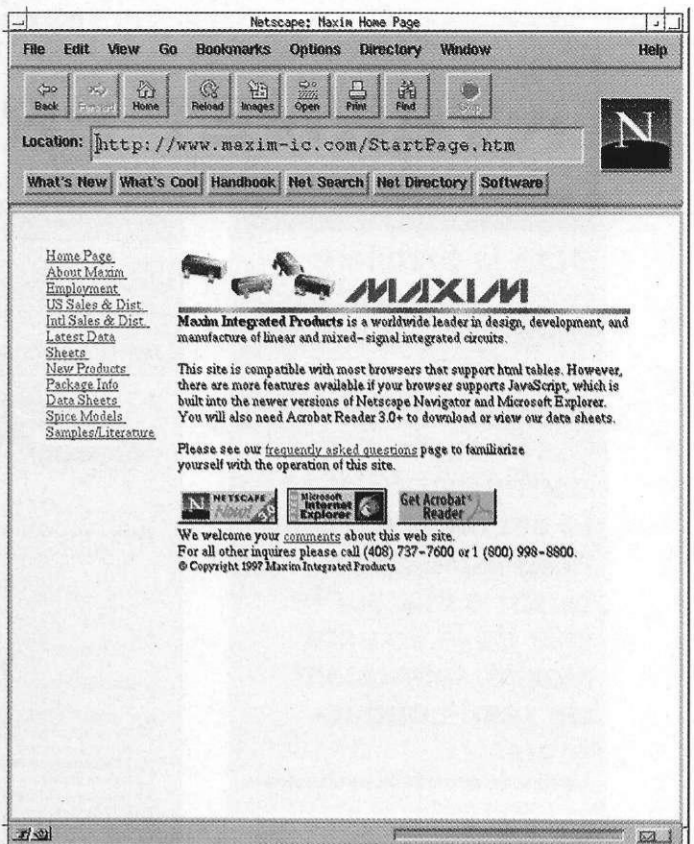 Netscape: Maxim Home Page
File Edit View Go Bookmarks Options Directory Window Help
Back Forward Home Reload Images Open Print Find Stop
N
Location: http://www.maxim-ic.com/StartPage.htm
What's New What's Cool Handbook Net Search Net Directory Software
Home Page
About Maxim
Employment
US Sales & Dist.
Intl Sales & Dist.
Latest Data
Sheets
New Products
Package Info
Data Sheets
Spice Models
Samples/Literature
MAXIM
Maxim Integrated Products is a worldwide leader in design, development, and
manufacture of linear and mixed-signal integrated circuits.
This site is compatible with most browsers that support html tables. However,
there are more features available if your browser supports JavaScript, which is
built into the newer versions of Netscape Navigator and Microsoft Explorer.
You will also need Acrobat Reader 3.0+ to download or view our data sheets.
Please see our frequently asked questions page to familiarize
yourself with the operation of this site.
N NETSCAPE
Now! 3.0
Microsoft
Internet
Explorer
Get Acrobat
Reader
We welcome your comments about this web site.
For all other inquires please call (408) 737-7600 or 1 (800) 998-8800.
© Copyright 1997 Maxim Integrated Products